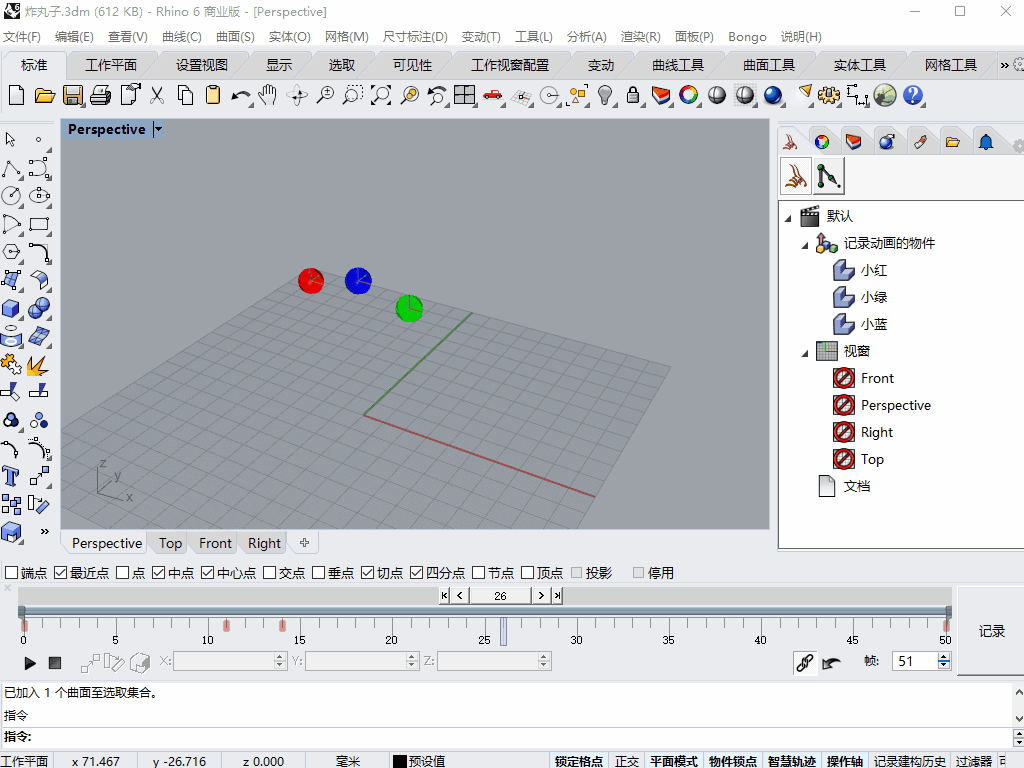 炸丸子.3dm (612 KB) - Rhino 6 商业版 - [Perspective]
文件(F) 编辑(E) 查看(V) 曲线(C) 曲面(S) 实体(O) 网格(M) 尺寸标注(D) 变动(T) 工具(L) 分析(A) 渲染(R) 面板(P) Bongo 说明(H)
标准 工作平面 设置视图 显示 选取 可见性 工作视窗配置 变动 曲线工具 曲面工具 实体工具 网格工具 »
Perspective
默认
记录动画的物件
小红
小绿
小蓝
视窗
Front
Perspective
Right
Top
文档
z
y
x
»
Perspective Top Front Right
端点 最近点 点 中点 中心点 交点 垂点 切点 四分点 节点 顶点 投影 停用
26
0 5 10 15 20 25 30 35 40 45 50
记录
X: Y: Z: 帧: 51
已加入 1 个曲面至选取集合。
指令
指令:
工作平面 x 71.467 y -26.716 z 0.000 毫米 预设值 锁定格点 正交 平面模式 物件锁点 智慧轨迹 操作轴 记录建构历史 过滤器